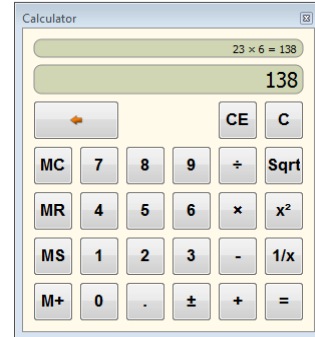 Calculator
23 × 6 = 138
138
CE C
MC 7 8 9 ÷ Sqrt
MR 4 5 6 × x²
MS 1 2 3 - 1/x
M+ 0 . ± + =